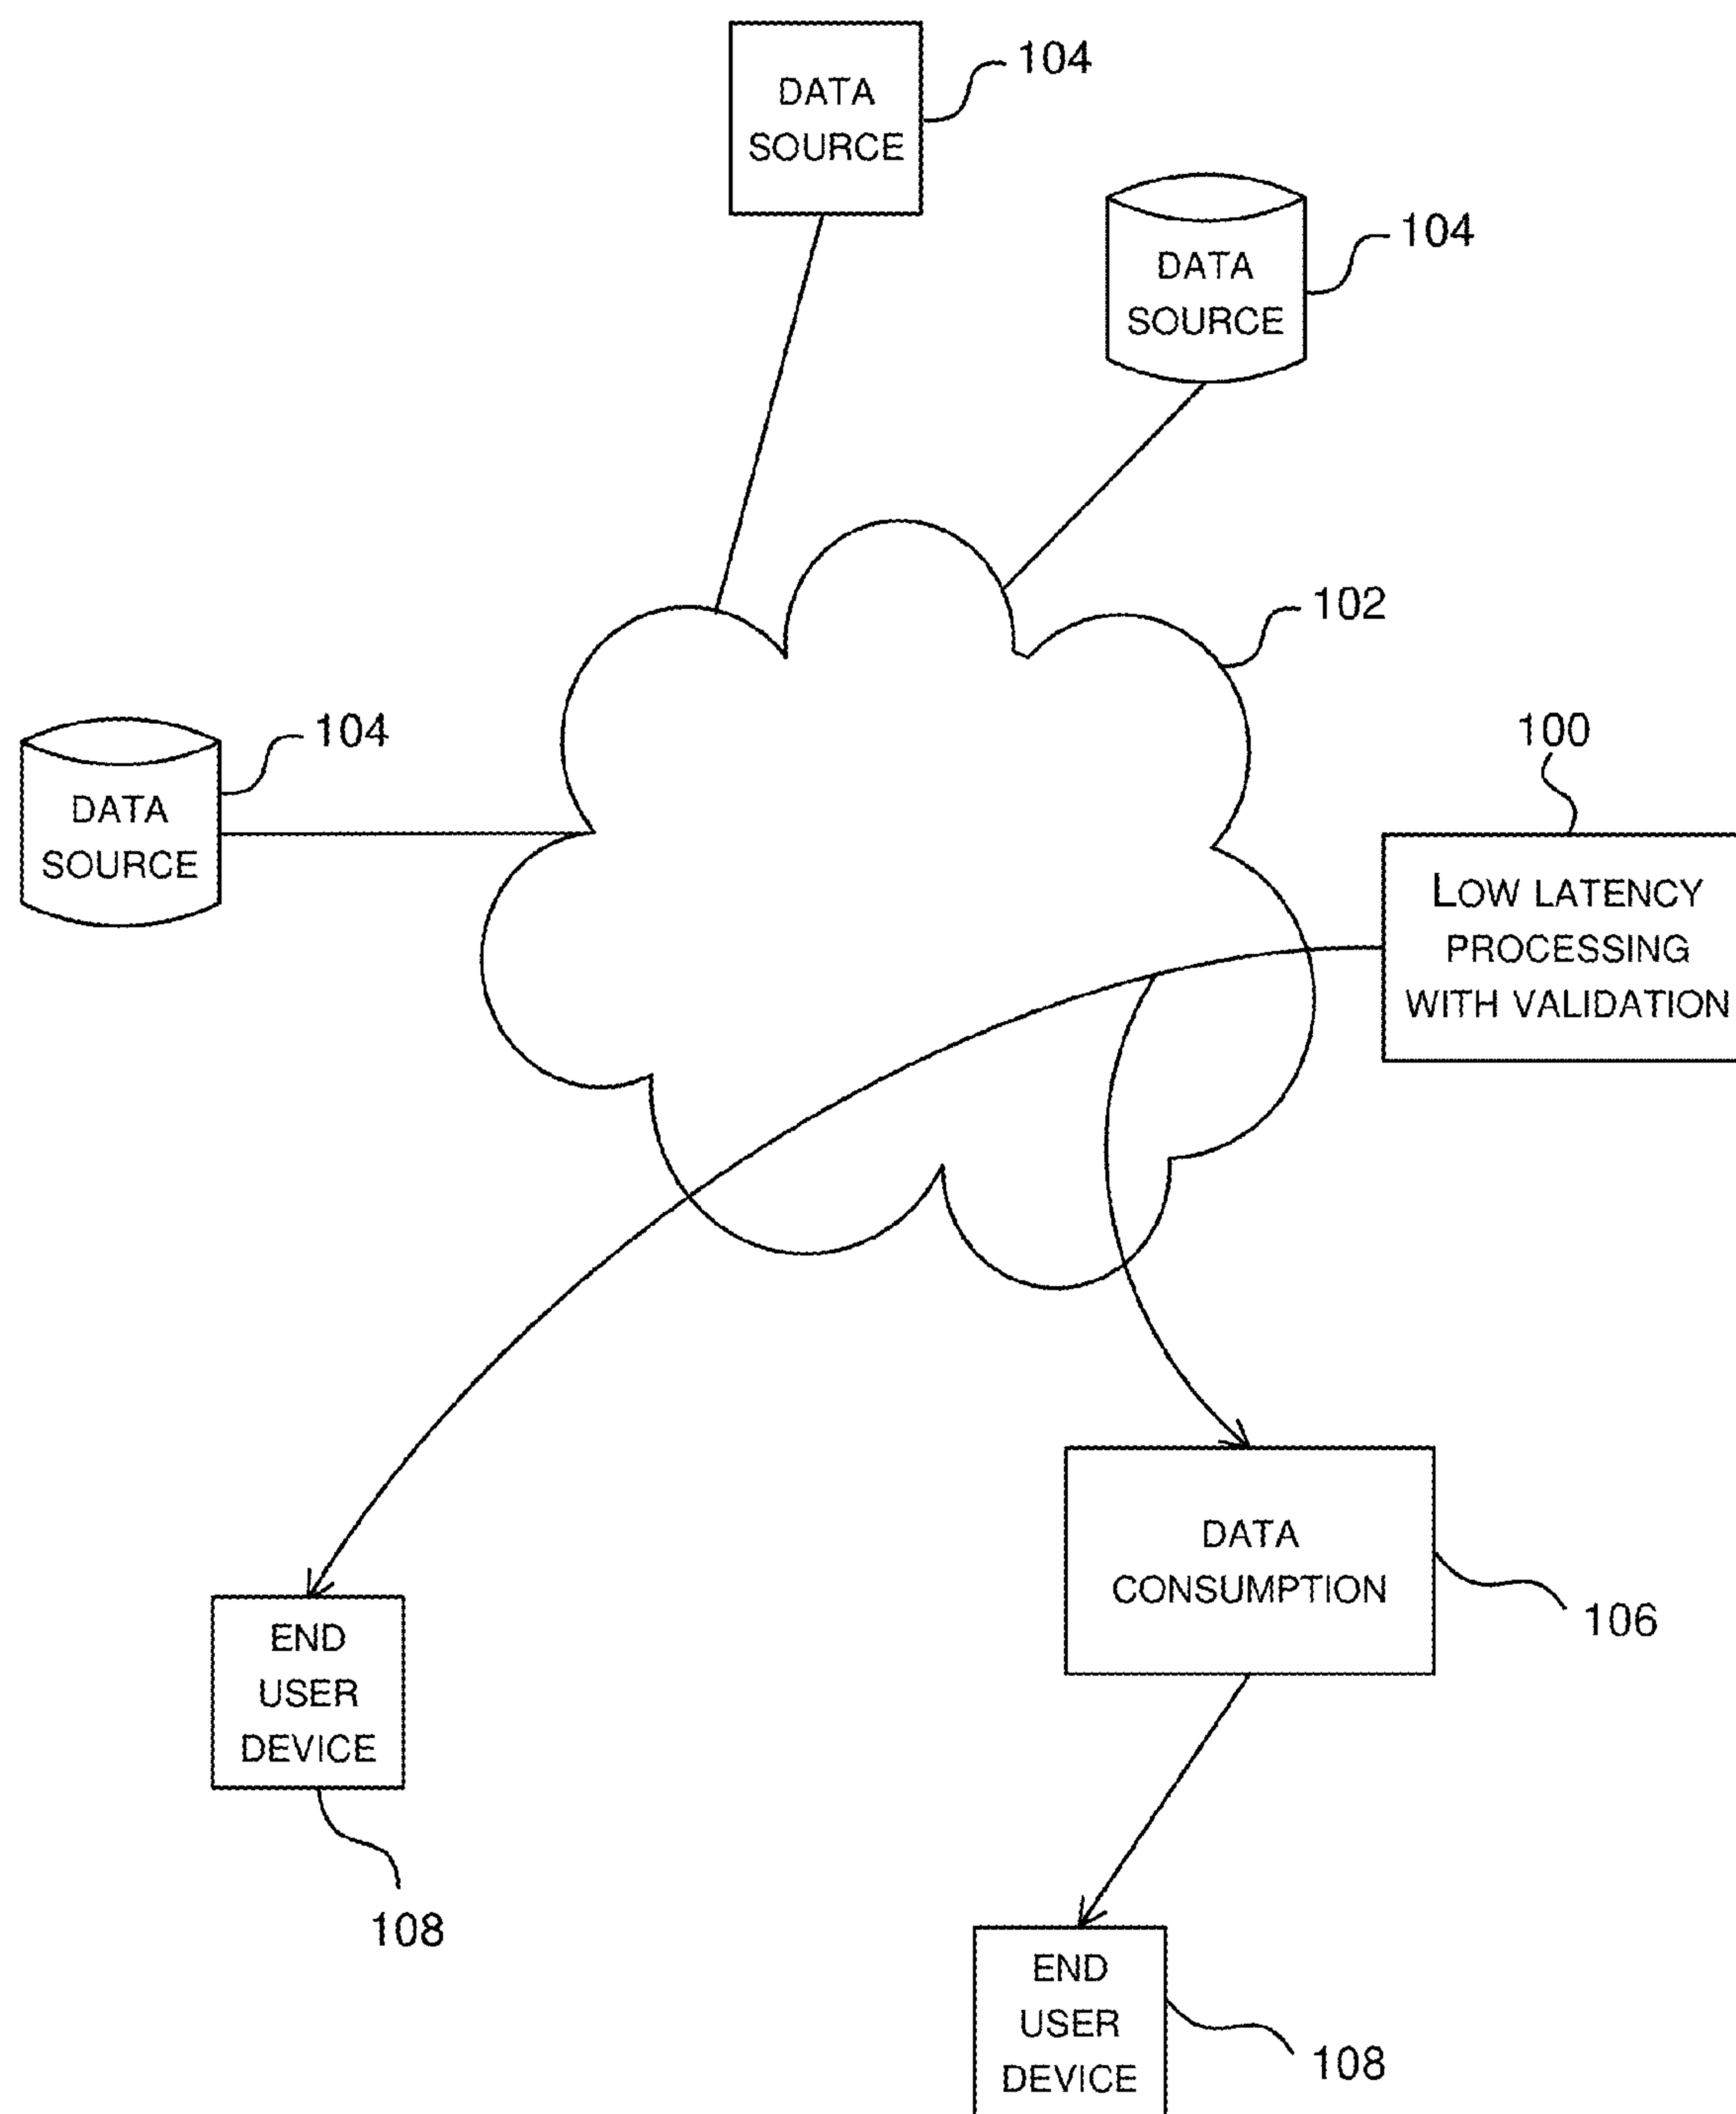 104
DATA
SOURCE
104
DATA
SOURCE
102
104
DATA
SOURCE
100
LOW LATENCY
PROCESSING
WITH VALIDATION
DATA
CONSUMPTION
106
END
USER
DEVICE
108
END
USER
DEVICE
108